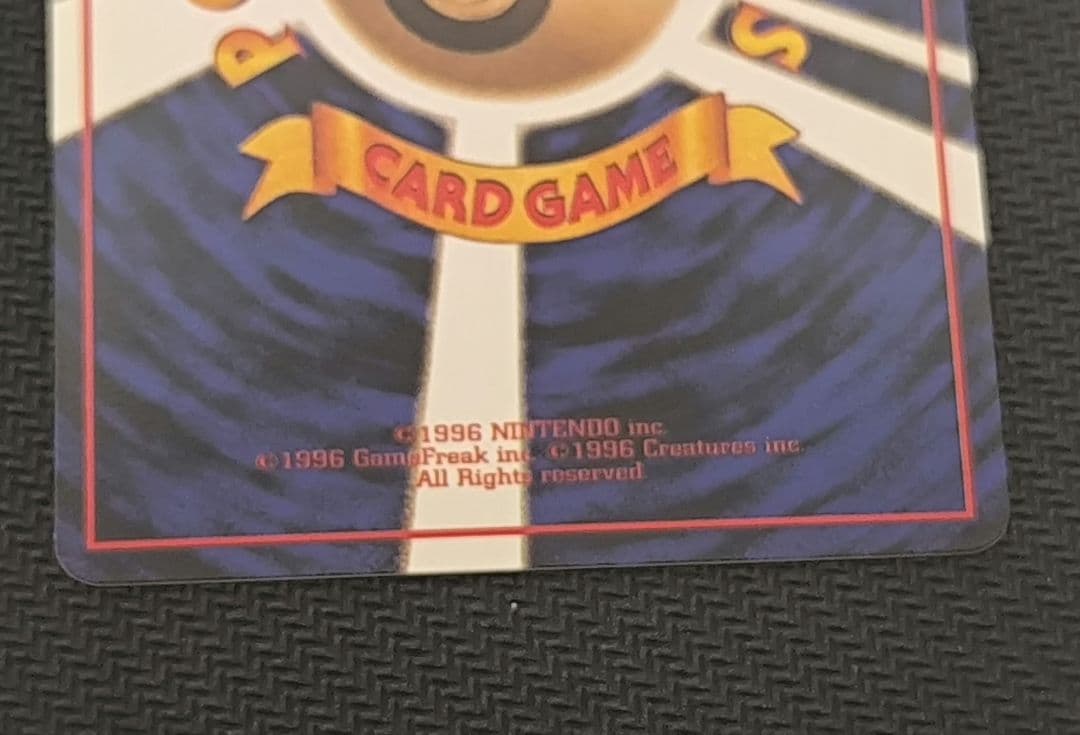 P S
CARD GAME
©1996 NINTENDO inc.
©1996 GameFreak inc. ©1996 Creatures inc.
All Rights reserved.